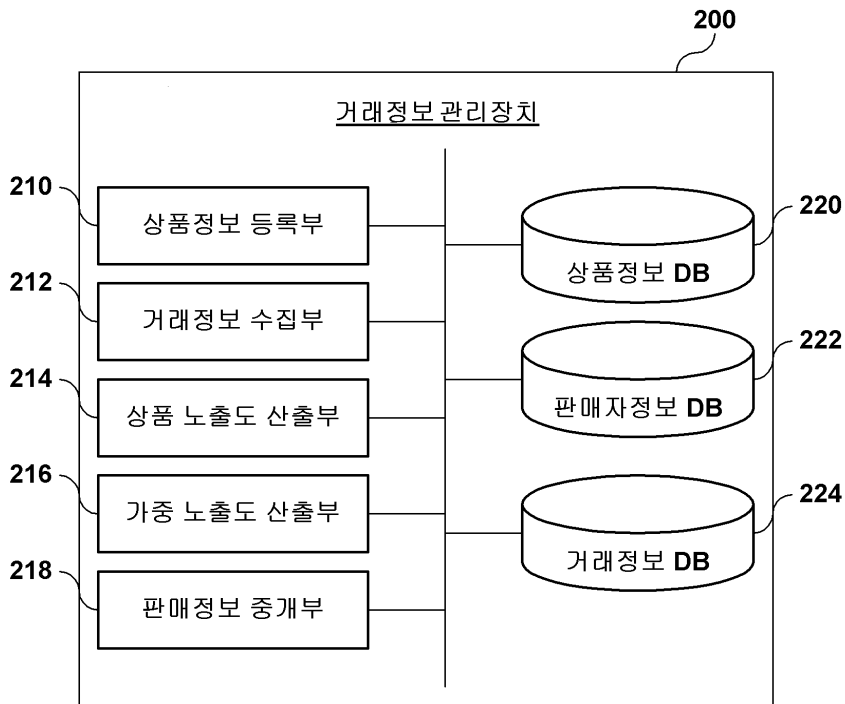 200
거래정보 관리장치
210
상품정보 등록부
220
상품정보 DB
212
거래정보 수집부
222
판매자정보 DB
214
상품 노출도 산출부
216
가중 노출도 산출부
224
거래정보 DB
218
판매정보 중개부